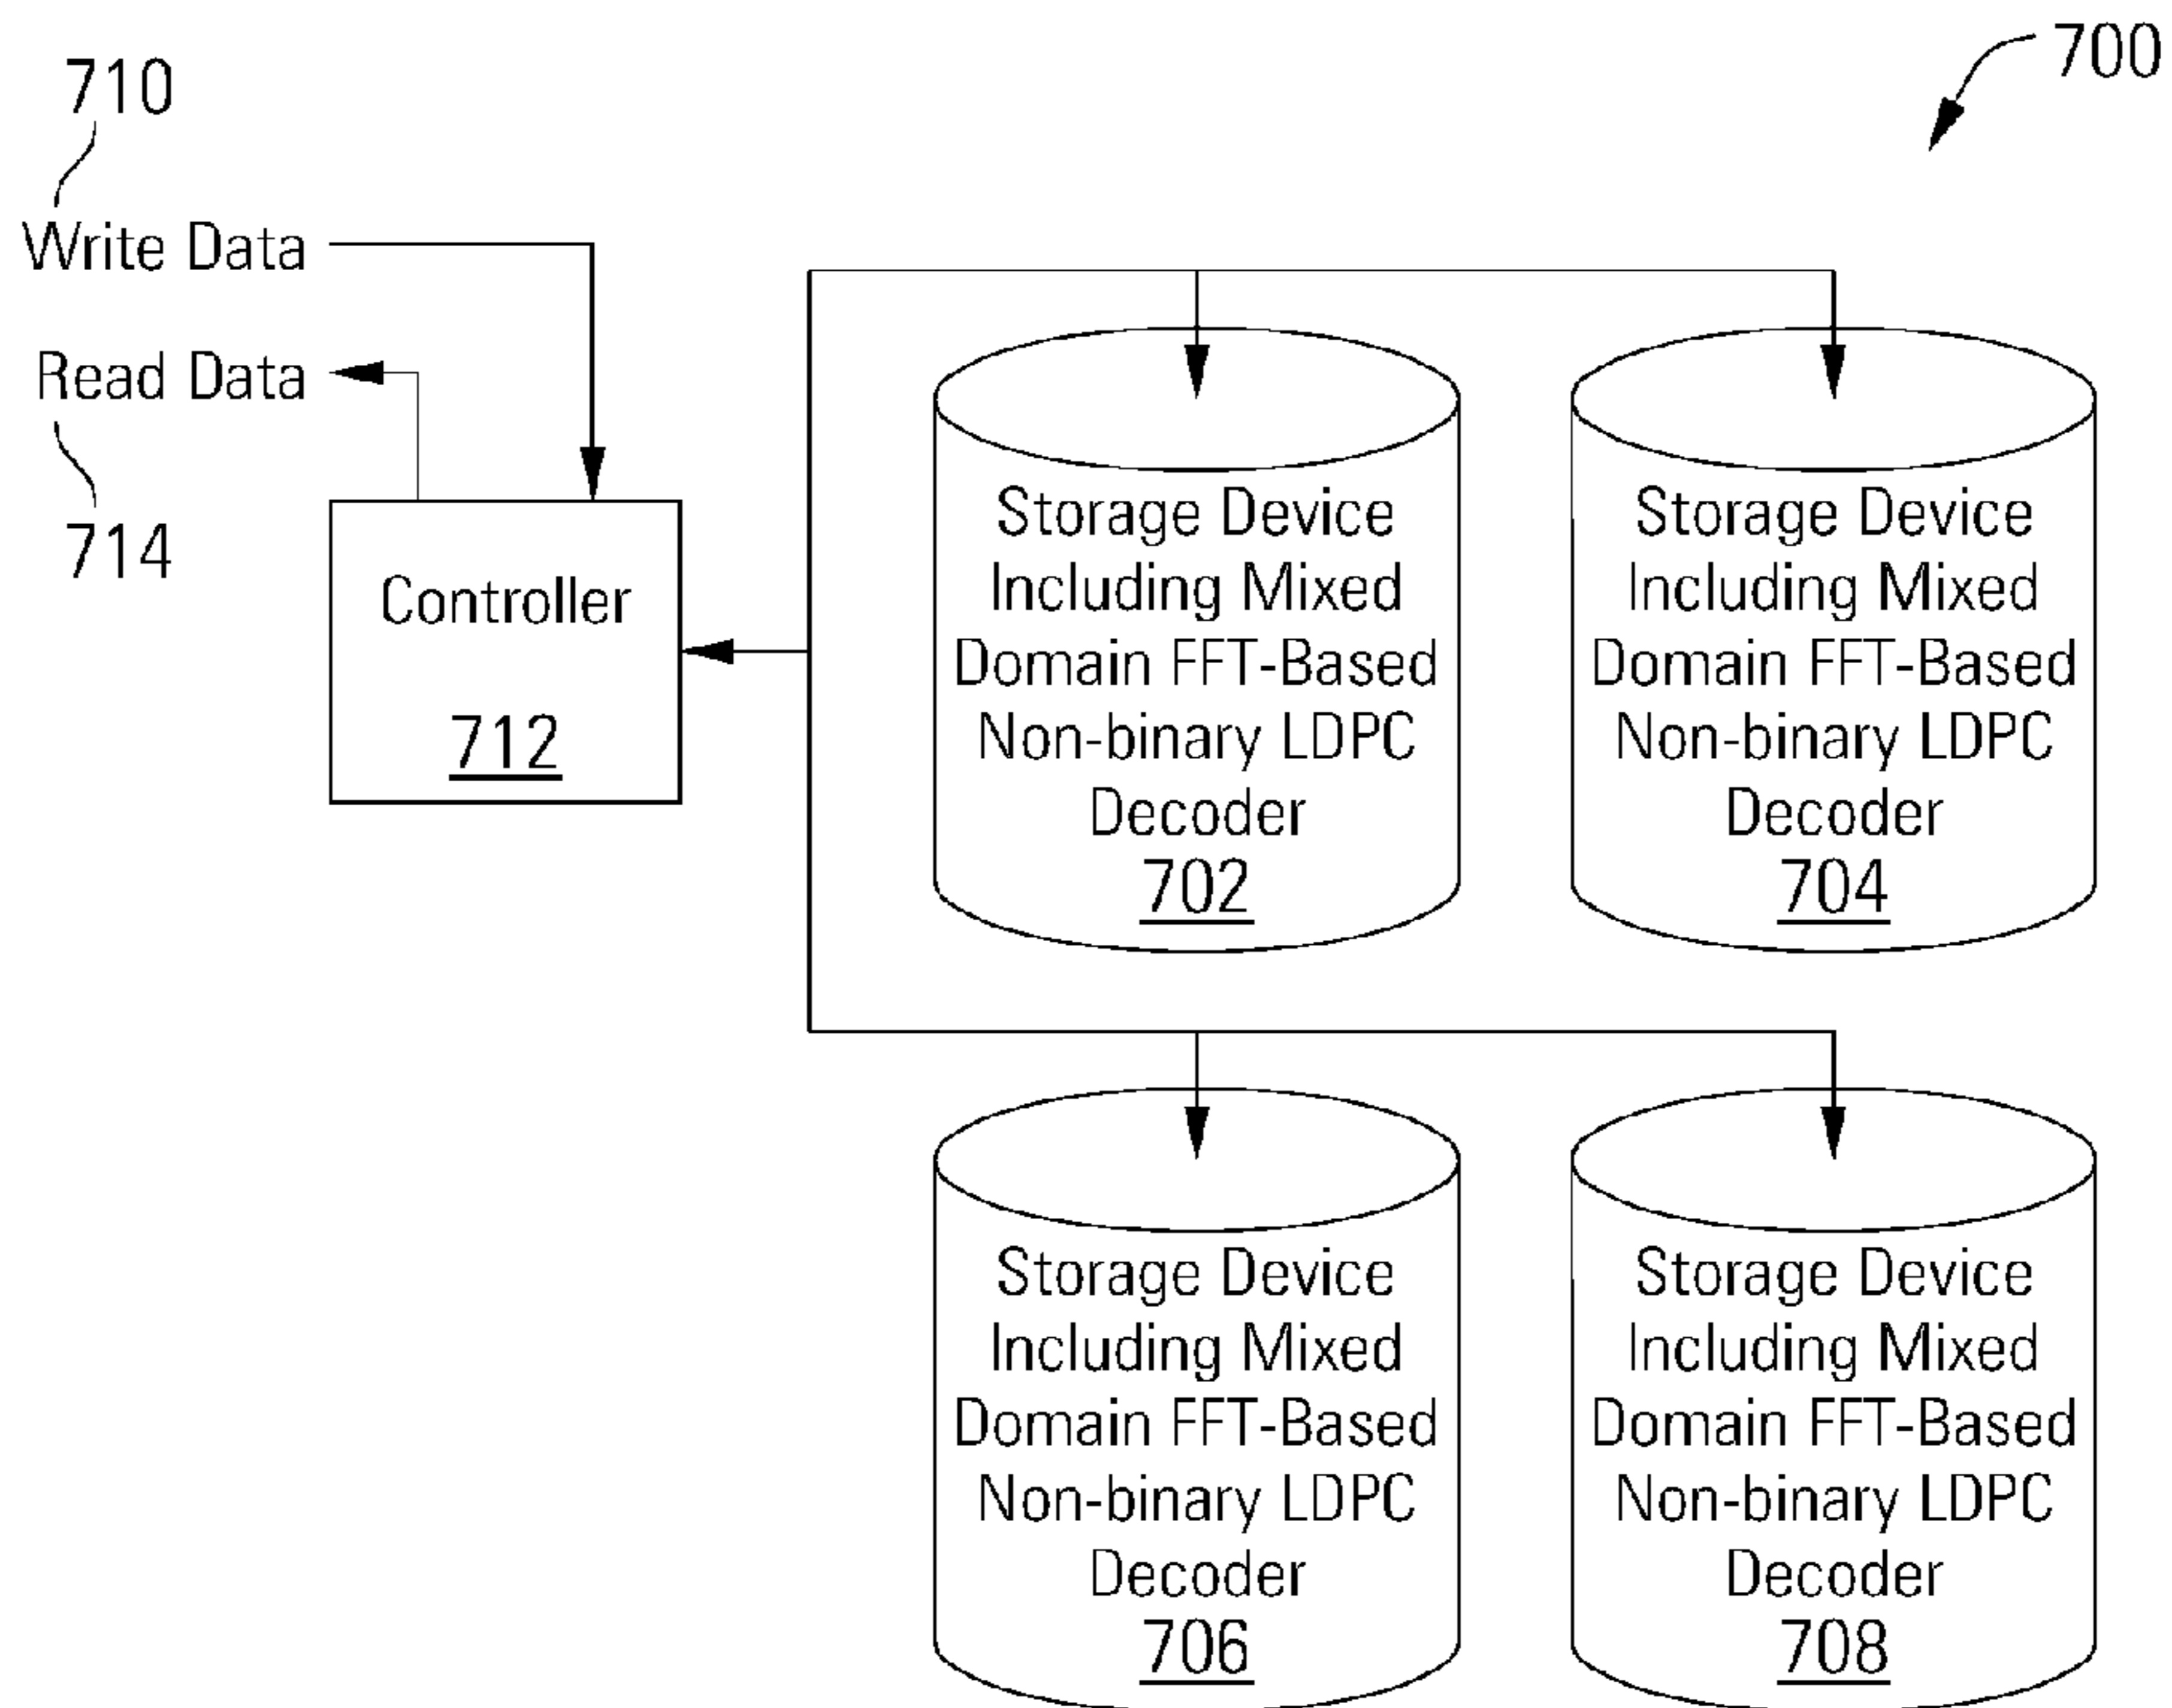 700
710
Write Data
Read Data
714
Controller
712
Storage Device
Including Mixed
Domain FFT-Based
Non-binary LDPC
Decoder
702
Storage Device
Including Mixed
Domain FFT-Based
Non-binary LDPC
Decoder
704
Storage Device
Including Mixed
Domain FFT-Based
Non-binary LDPC
Decoder
706
Storage Device
Including Mixed
Domain FFT-Based
Non-binary LDPC
Decoder
708